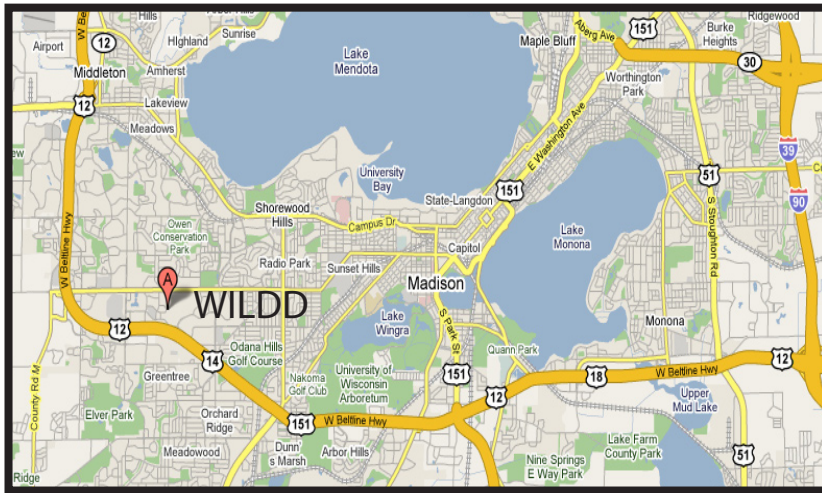 Hills
Sunrise
151
Aberg Ave
Burke
Heights
Ridgewood
W Beltline Hwy
12
Highland
Airport
Lake
Mendota
Maple Bluff
30
Middleton
Amherst
Worthington
Park
12
Lakeview
Meadows
E Washington Ave
39
University
Bay
51
151
90
State-Langdon
Shorewood
Hills
Campus Dr
S Stoughton Rd
Owen
Conservation
Park
Lake
Monona
W Beltline Hwy
Radio Park
Sunset Hills
Capitol
A
WILDD
Madison
12
Lake
Wingra
S Park St
Monona
14
Odana Hills
Golf Course
Quann Park
12
County Rd M
Greentree
Nakoma
Golf Club
University of
Wisconsin
Arboretum
151
18
W Beltline Hwy
12
Elver Park
Orchard
Ridge
151
W Beltline Hwy
Upper
Mud Lake
Meadowood
Dunn
s Marsh
Arbor Hills
Lake Farm
County Park
51
Ridge
Nine Springs
E Way Park